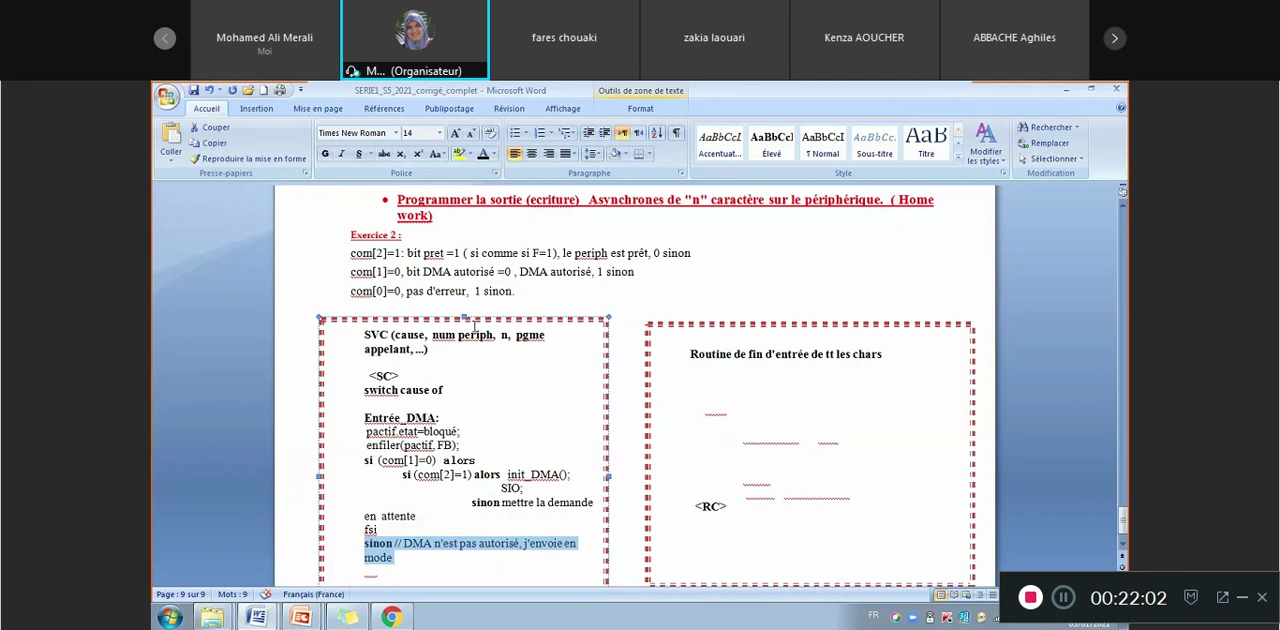 Mohamed Ali Merali
Moi
M... (Organisateur)
fares chouaki
zakia laouari
Kenza AOUCHER
ABBACHE Aghiles
SERIE1_S5_2021_corrigé_complet - Microsoft Word
Outils de zone de texte
Accueil
Insertion
Mise en page
Références
Publipostage
Révision
Affichage
Format
Coller
Couper
Copier
Reproduire la mise en forme
Presse-papiers
Times New Roman
14
Police
Paragraphe
AaBbCcI
Accentuat...
AaBbCcl
Élevé
AaBbCcI
¶ Normal
AaBbCc.
Sous-titre
AaB
Titre
Modifier
les styles
Style
Rechercher
Remplacer
Sélectionner
Modification
Programmer la sortie (ecriture) Asynchrones de "n" caractère sur le périphérique. ( Home
work)
Exercice 2 :
com[2]=1: bit pret =1 ( si comme si F=1), le periph est prêt, 0 sinon
com[1]=0, bit DMA autorisé =0 , DMA autorisé, 1 sinon
com[0]=0, pas d'erreur, 1 sinon.
SVC (cause, num periph, n, pgme
appelant, ...)
<SC>
switch cause of
Entrée_DMA:
pactif.etat=bloqué;
enfiler(pactif, FB);
si (com[1]=0) alors
si (com[2]=1) alors init_DMA();
SIO;
sinon mettre la demande
en attente
fsi
sinon // DMA n'est pas autorisé, j'envoie en
mode
Routine de fin d'entrée de tt les chars
<RC>
Page : 9 sur 9
Mots : 9
Français (France)
FR
00:22:02